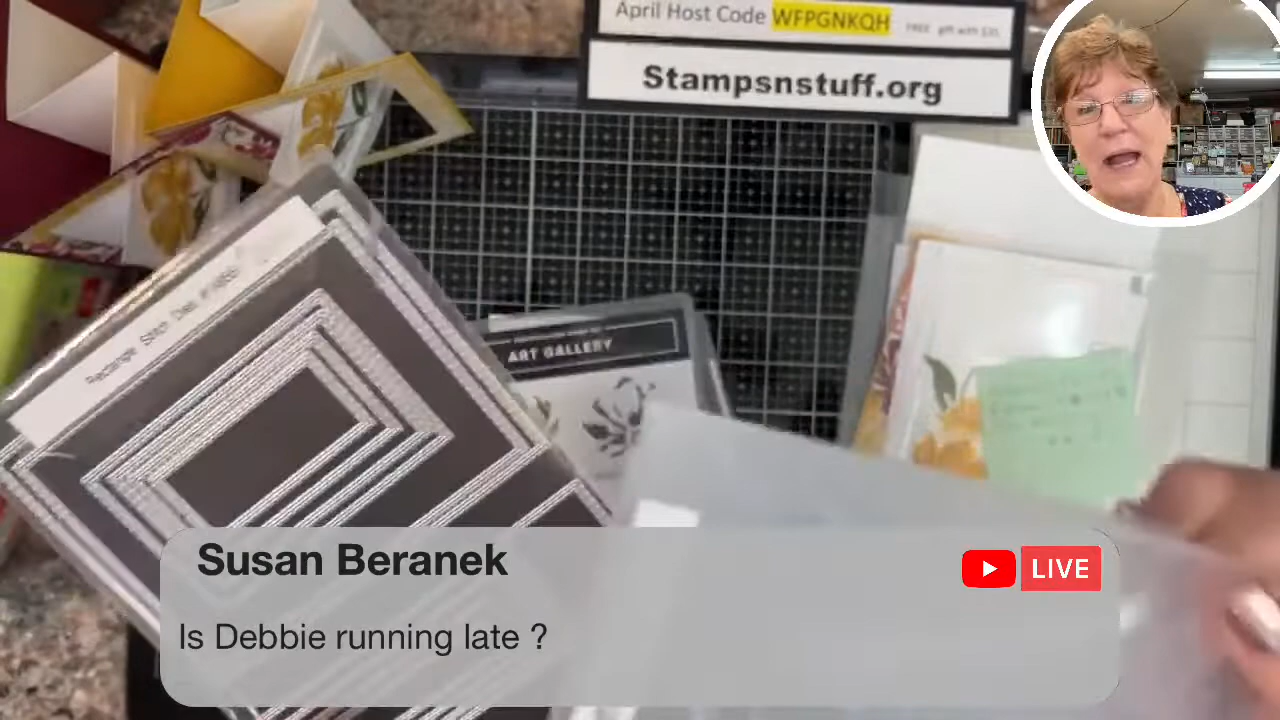 April Host Code WFPGNKQH FREE gift with $35
Stampsnstuff.org
Rectangle Stitch Dies
ART GALLERY
Susan Beranek
LIVE
Is Debbie running late ?